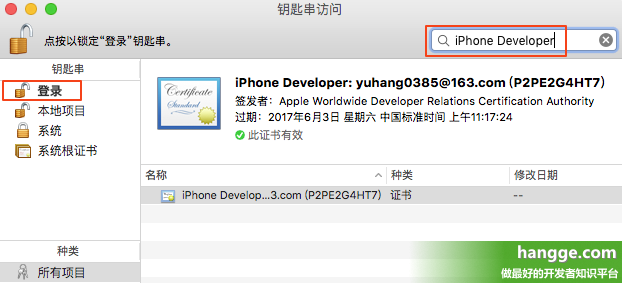 钥匙串访问
点按以锁定“登录”钥匙串。
iPhone Developer
钥匙串
登录
本地项目
系统
系统根证书
Certificate
Standard
iPhone Developer: yuhang0385@163.com (P2PE2G4HT7)
签发者：Apple Worldwide Developer Relations Certification Authority
过期：2017年6月3日 星期六 中国标准时间 上午11:17:24
此证书有效
名称 种类 修改日期
iPhone Develop...3.com (P2PE2G4HT7) 证书 --
种类
所有项目
hangge.com
做最好的开发者知识平台